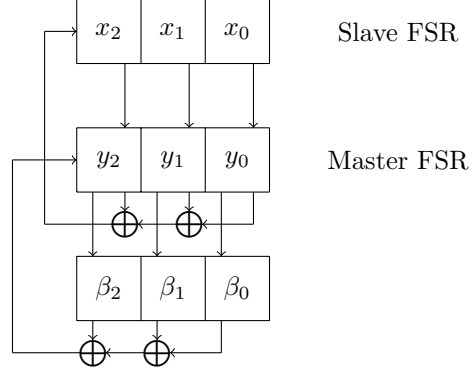 x₂ x₁ x₀ Slave FSR
y₂ y₁ y₀ Master FSR
β₂ β₁ β₀